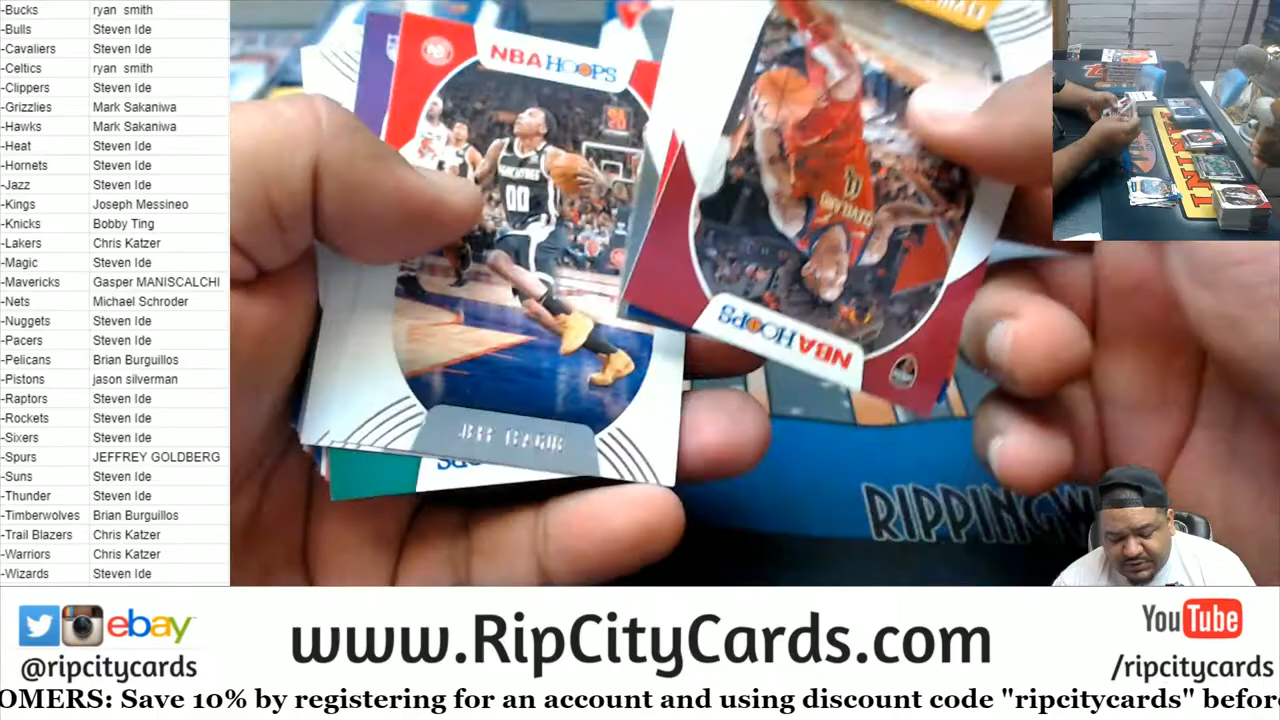 -Bucks ryan smith
-Bulls Steven Ide
-Cavaliers Steven Ide
-Celtics ryan smith
-Clippers Steven Ide
-Grizzlies Mark Sakaniwa
-Hawks Mark Sakaniwa
-Heat Steven Ide
-Hornets Steven Ide
-Jazz Steven Ide
-Kings Joseph Messineo
-Knicks Bobby Ting
-Lakers Chris Katzer
-Magic Steven Ide
-Mavericks Gasper MANISCALCHI
-Nets Michael Schroder
-Nuggets Steven Ide
-Pacers Steven Ide
-Pelicans Brian Burguillos
-Pistons jason silverman
-Raptors Steven Ide
-Rockets Steven Ide
-Sixers Steven Ide
-Spurs JEFFREY GOLDBERG
-Suns Steven Ide
-Thunder Steven Ide
-Timberwolves Brian Burguillos
-Trail Blazers Chris Katzer
-Warriors Chris Katzer
-Wizards Steven Ide
NBA HOOPS
00
NBA HOOPS
RIPPINGW
ebay
@ripcitycards
www.RipCityCards.com
YouTube
/ripcitycards
OMERS: Save 10% by registering for an account and using discount code "ripcitycards" befor